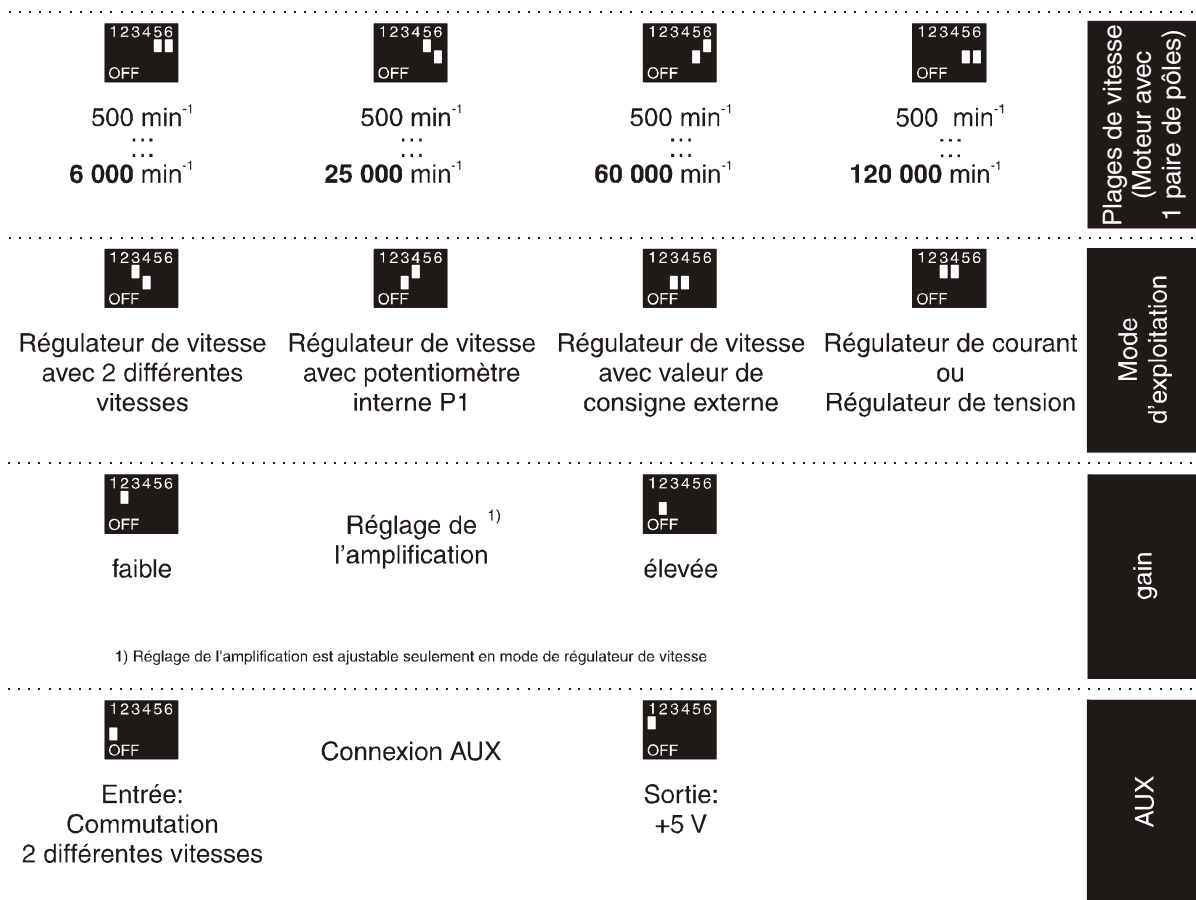 123456 123456 123456 123456
OFF OFF OFF OFF
500 min-1 500 min-1 500 min-1 500 min-1
... ... ... ...
... ... ... ...
6 000 min-1 25 000 min-1 60 000 min-1 120 000 min-1
Plages de vitesse
(Moteur avec
1 paire de pôles)
123456 123456 123456 123456
OFF OFF OFF OFF
Régulateur de vitesse
avec 2 différentes
vitesses
Régulateur de vitesse
avec potentiomètre
interne P1
Régulateur de vitesse
avec valeur de
consigne externe
Régulateur de courant
ou
Régulateur de tension
Mode
d'exploitation
123456 123456
OFF OFF
faible
Réglage de 1)
l'amplification
élevée
1) Réglage de l'amplification est ajustable seulement en mode de régulateur de vitesse
gain
123456 123456
OFF OFF
Entrée:
Commutation
2 différentes vitesses
Connexion AUX
Sortie:
+5 V
AUX